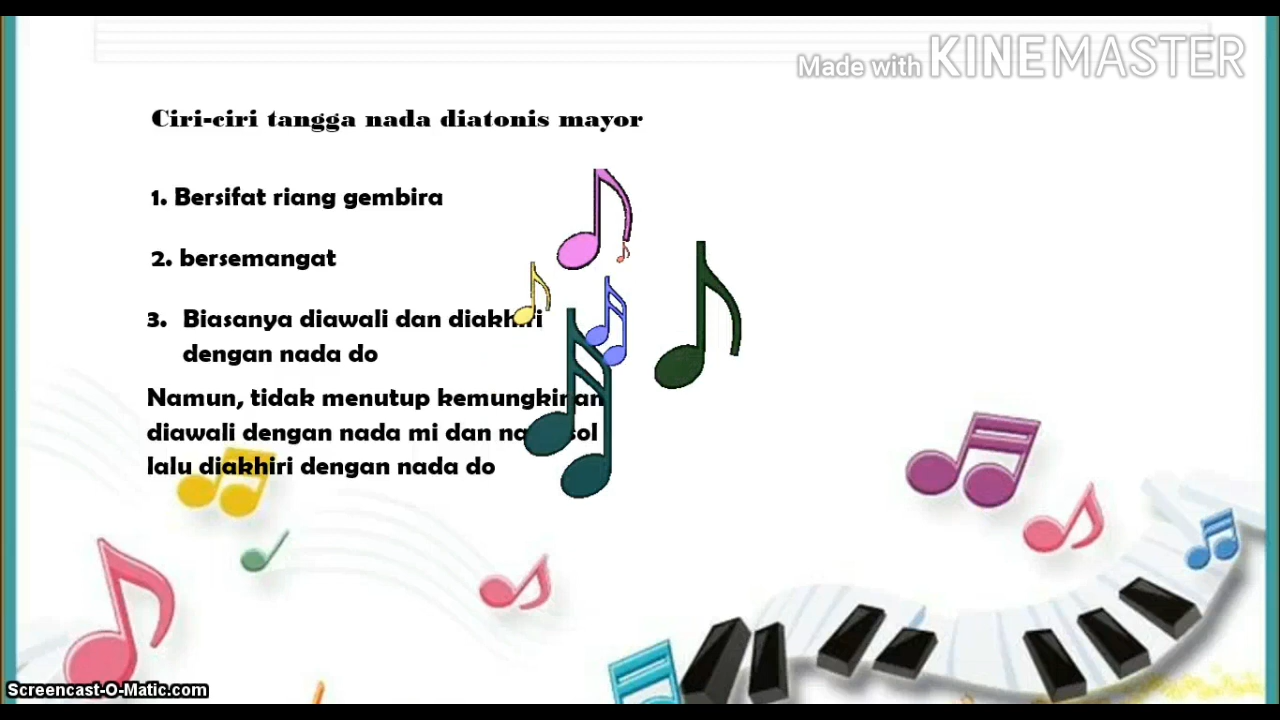 Made with KINEMASTER
Ciri-ciri tangga nada diatonis mayor
1. Bersifat riang gembira
2. bersemangat
3. Biasanya diawali dan diakhiri
dengan nada do
Namun, tidak menutup kemungkinan
diawali dengan nada mi dan nada sol
lalu diakhiri dengan nada do
Screencast-O-Matic.com